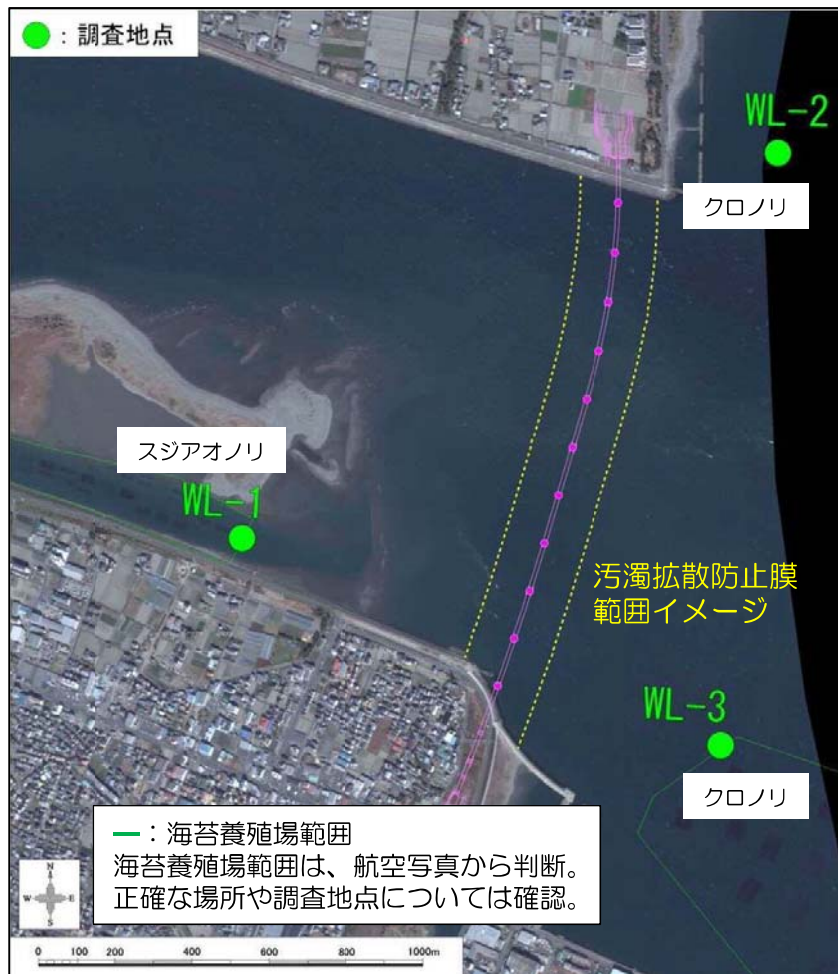 ：調査地点
WL-2
クロノリ
スジアオノリ
WL-1
汚濁拡散防止膜
範囲イメージ
WL-3
クロノリ
：海苔養殖場範囲
海苔養殖場範囲は、航空写真から判断。
正確な場所や調査地点については確認。
N
W E
S
0 100 200 400 600 800 1000m